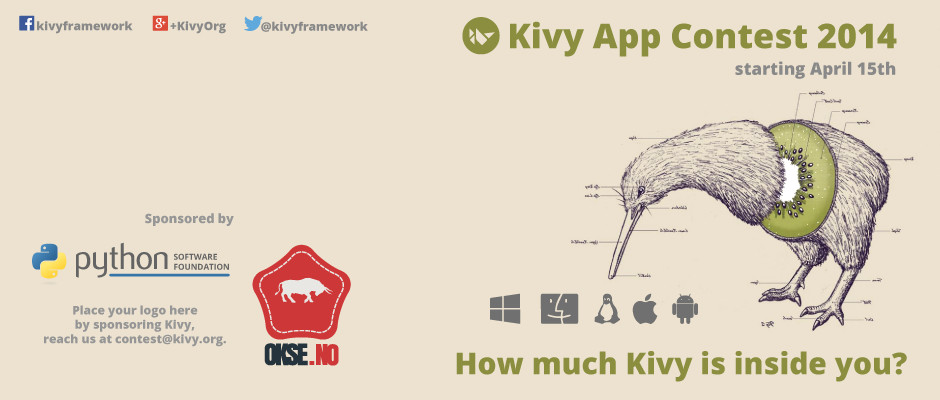 kivyframework
+KivyOrg
@kivyframework
Kivy App Contest 2014
starting April 15th
Sponsored by
python SOFTWARE
FOUNDATION
Place your logo here
by sponsoring Kivy,
reach us at contest@kivy.org.
OKSE.NO
How much Kivy is inside you?